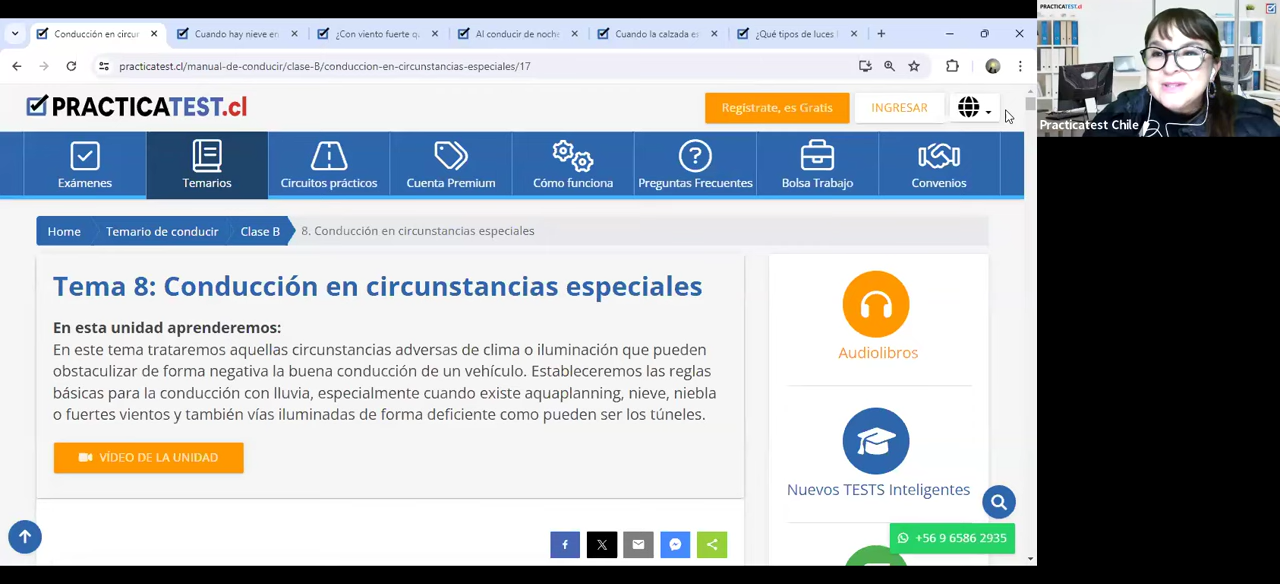 Conducción en circur
Cuando hay nieve en
¿Con viento fuerte qu
Al conducir de noche
Cuando la calzada es
¿Qué tipos de luces l
practicatest.cl/manual-de-conducir/clase-B/conduccion-en-circunstancias-especiales/17
PRACTICATEST.cl
Practicatest Chile
PRACTICATEST.cl
Registrate, es Gratis
INGRESAR
Exámenes
Temarios
Circuitos prácticos
Cuenta Premium
Cómo funciona
Preguntas Frecuentes
Bolsa Trabajo
Convenios
Home
Temario de conducir
Clase B
8. Conducción en circunstancias especiales
Tema 8: Conducción en circunstancias especiales
En esta unidad aprenderemos:
En este tema trataremos aquellas circunstancias adversas de clima o iluminación que pueden
obstaculizar de forma negativa la buena conducción de un vehículo. Estableceremos las reglas
básicas para la conducción con lluvia, especialmente cuando existe aquaplanning, nieve, niebla
o fuertes vientos y también vías iluminadas de forma deficiente como pueden ser los túneles.
VÍDEO DE LA UNIDAD
Audiolibros
Nuevos TESTS Inteligentes
+56 9 6586 2935